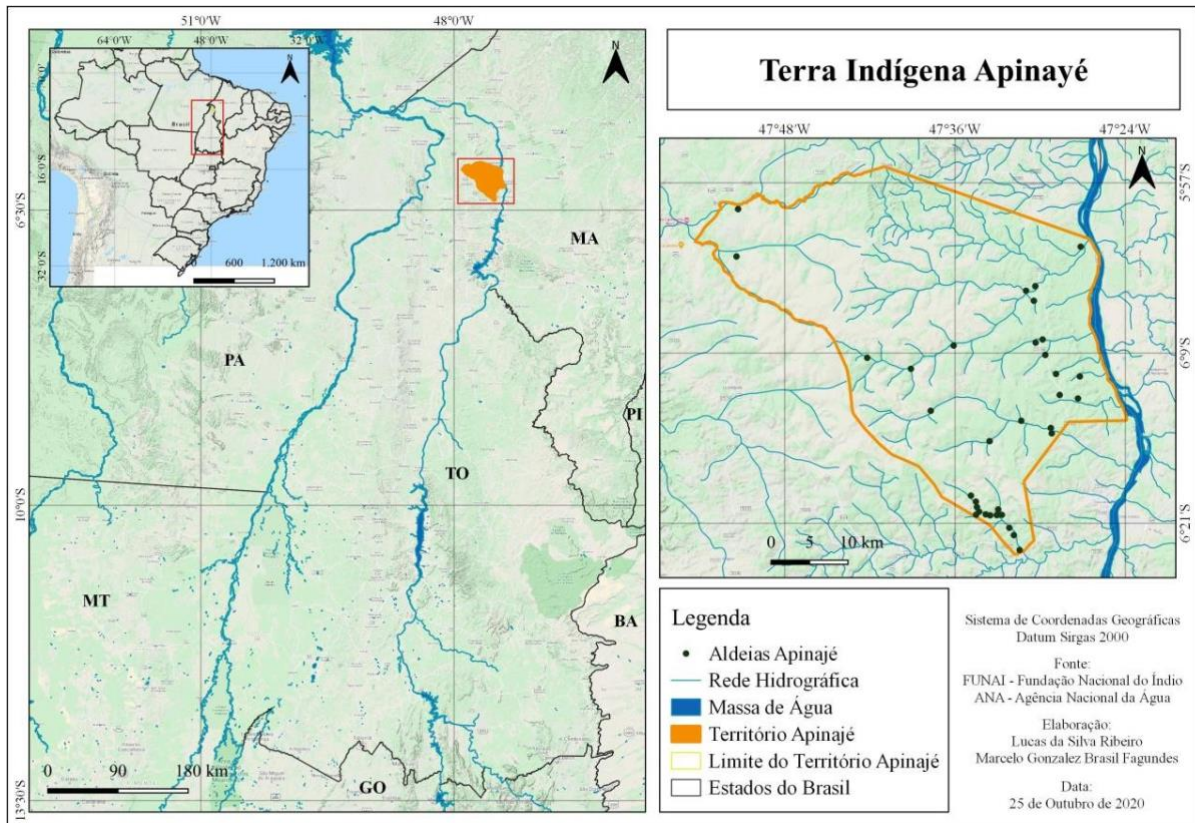 51°0'W
48°0'W
64°0'W
48°0'W
32°0'W
0°0'
16°0'S
32°0'S
Brasil
N
0 600 1.200 km
N
6°30'S
10°0'S
13°30'S
PA
MA
PI
TO
MT
BA
GO
0 90 180 km
Terra Indígena Apinayé
47°48'W
47°36'W
47°24'W
N
5°57'S
6°9'S
6°21'S
0 5 10 km
Legenda
Aldeias Apinajé
Rede Hidrográfica
Massa de Água
Território Apinajé
Limite do Território Apinajé
Estados do Brasil
Sistema de Coordenadas Geográficas
Datum Sirgas 2000
Fonte:
FUNAI - Fundação Nacional do Índio
ANA - Agência Nacional da Água
Elaboração:
Lucas da Silva Ribeiro
Marcelo Gonzalez Brasil Fagundes
Data:
25 de Outubro de 2020